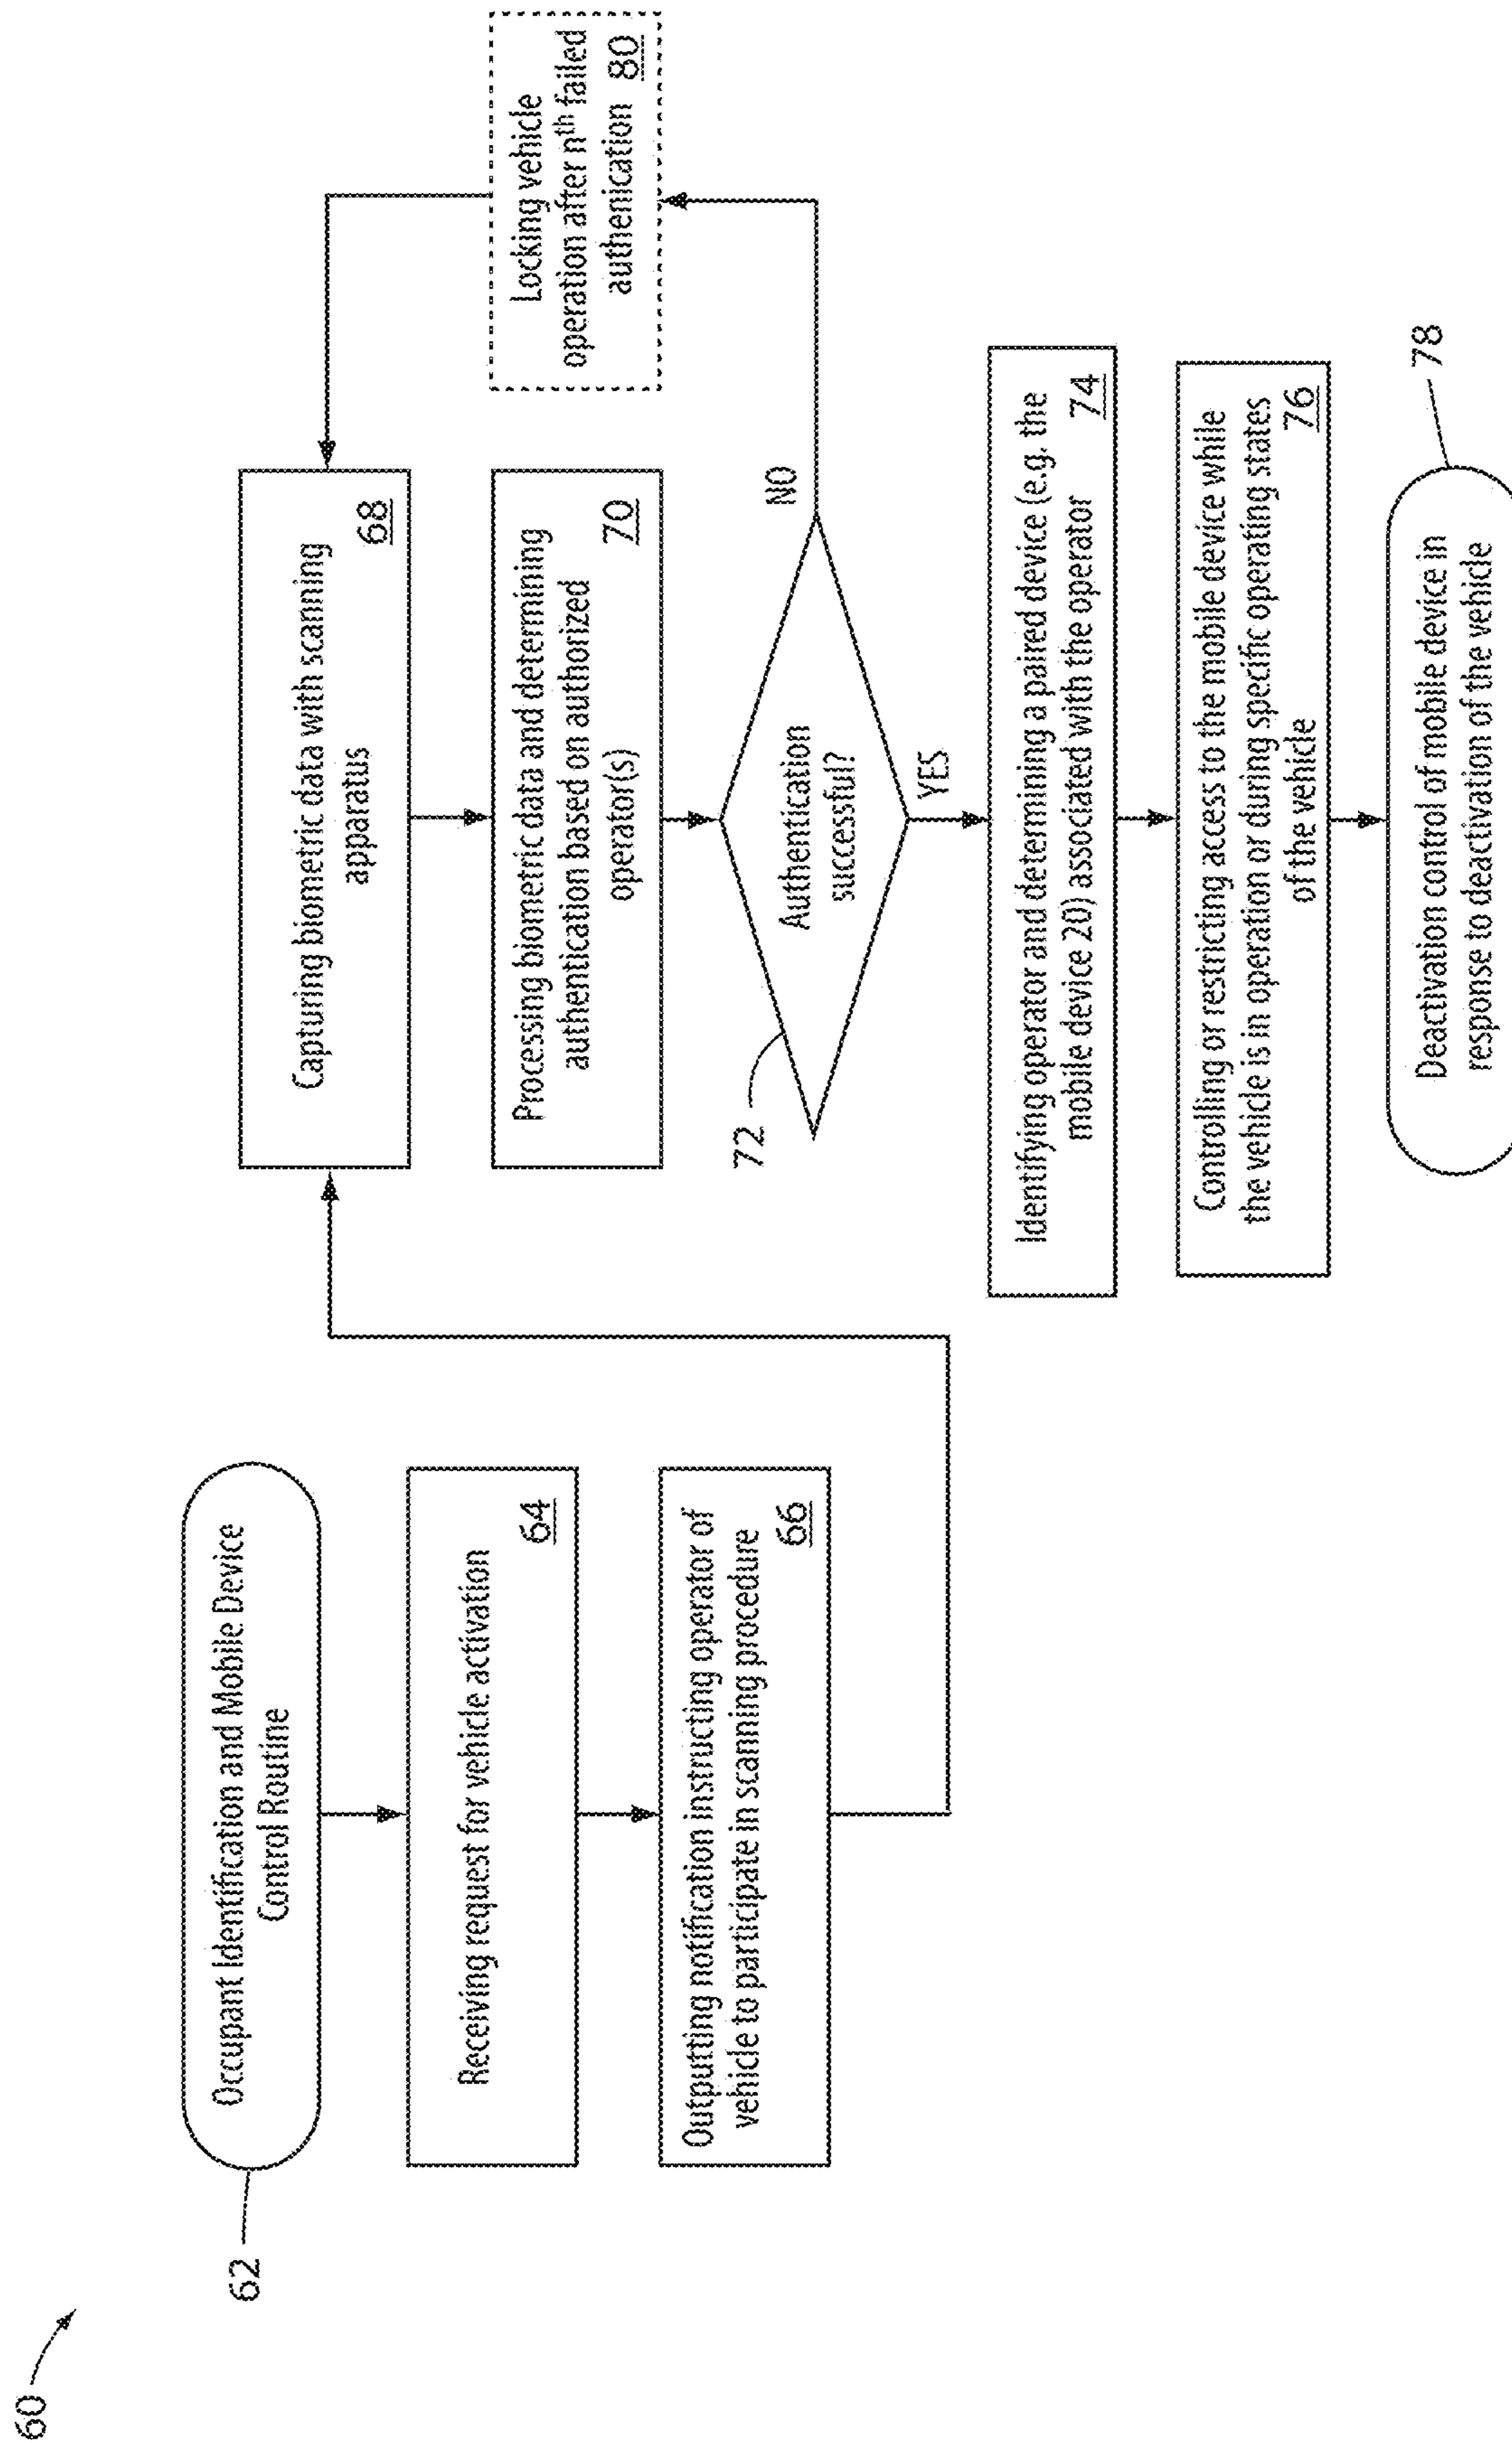 60
62
Occupant Identification and Mobile Device
Control Routine
Receiving request for vehicle activation
64
Outputting notification instructing operator of
vehicle to participate in scanning procedure
66
Capturing biometric data with scanning
apparatus
68
Processing biometric data and determining
authentication based on authorized
operator(s)
70
72
Authentication
successful?
NO
YES
Locking vehicle
operation after nth failed
authenication 80
Identifying operator and determining a paired device (e.g. the
mobile device 20) associated with the operator
74
Controlling or restricting access to the mobile device while
the vehicle is in operation or during specific operating states
of the vehicle
76
78
Deactivation control of mobile device in
response to deactivation of the vehicle